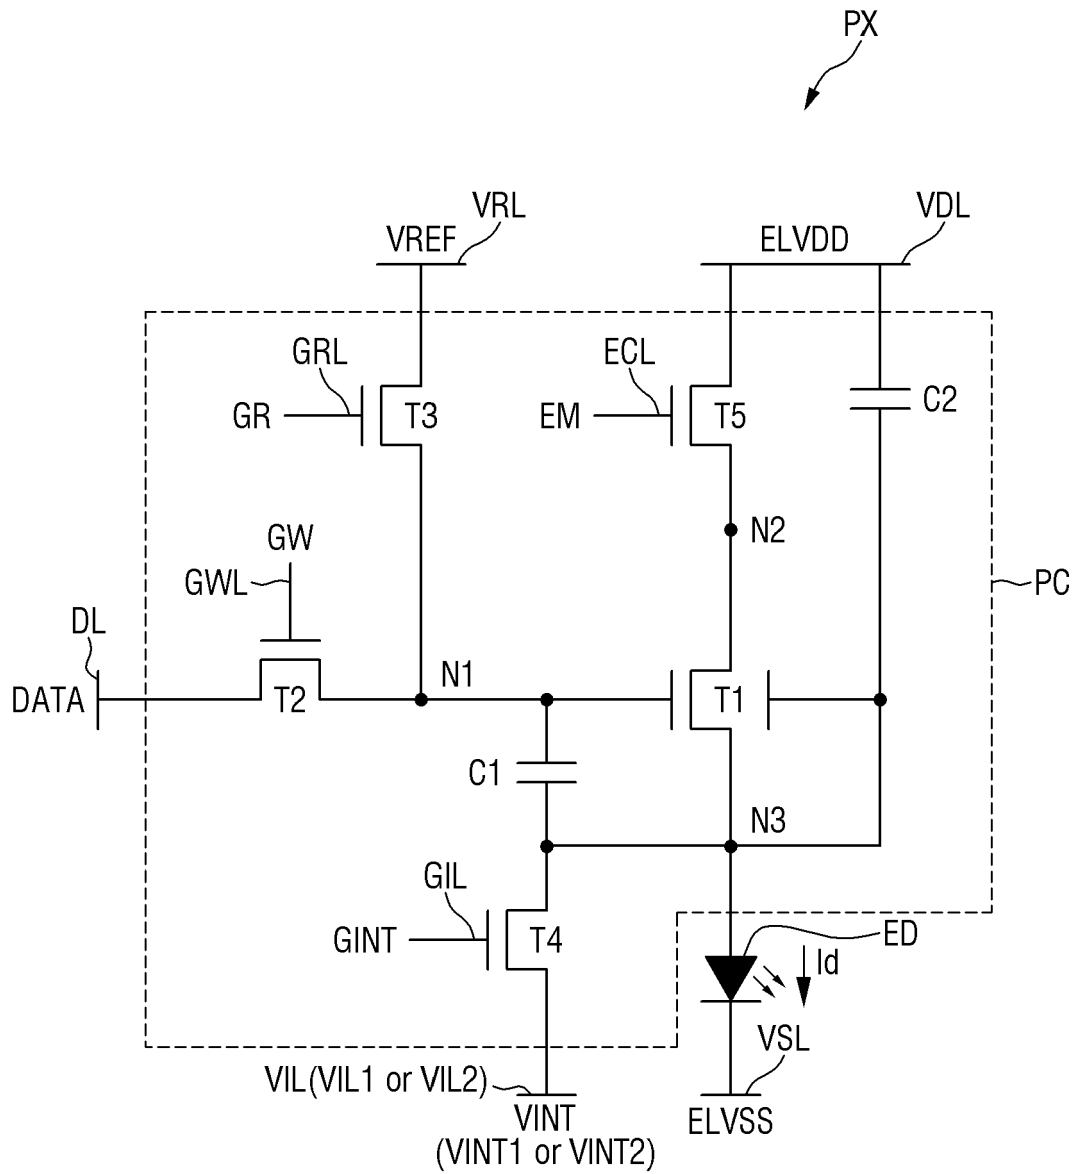 PX
VRL
VDL
VREF
ELVDD
GRL
ECL
GR
T3
EM
T5
C2
GW
N2
GWL
PC
DL
N1
DATA
T2
T1
C1
N3
GIL
GINT
T4
ED
Id
VSL
VIL(VIL1 or VIL2)
VINT
ELVSS
(VINT1 or VINT2)